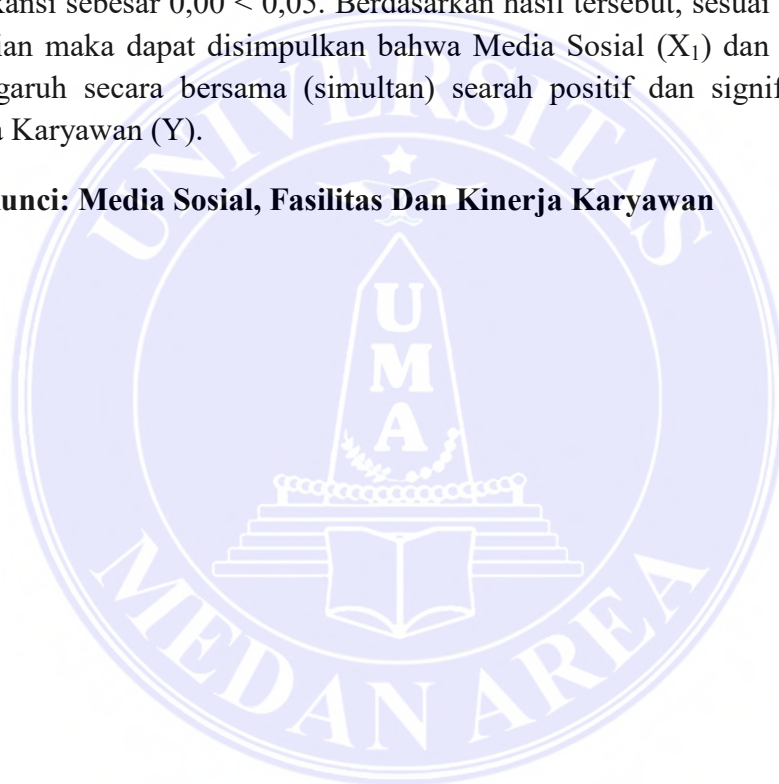 kansi sebesar 0,00 < 0,05. Berdasarkan hasil tersebut, sesuai
ian maka dapat disimpulkan bahwa Media Sosial (X₁) dan
garuh secara bersama (simultan) searah positif dan signif
a Karyawan (Y).
unci: Media Sosial, Fasilitas Dan Kinerja Karyawan
UNIVERSITAS
UMA
MEDAN AREA